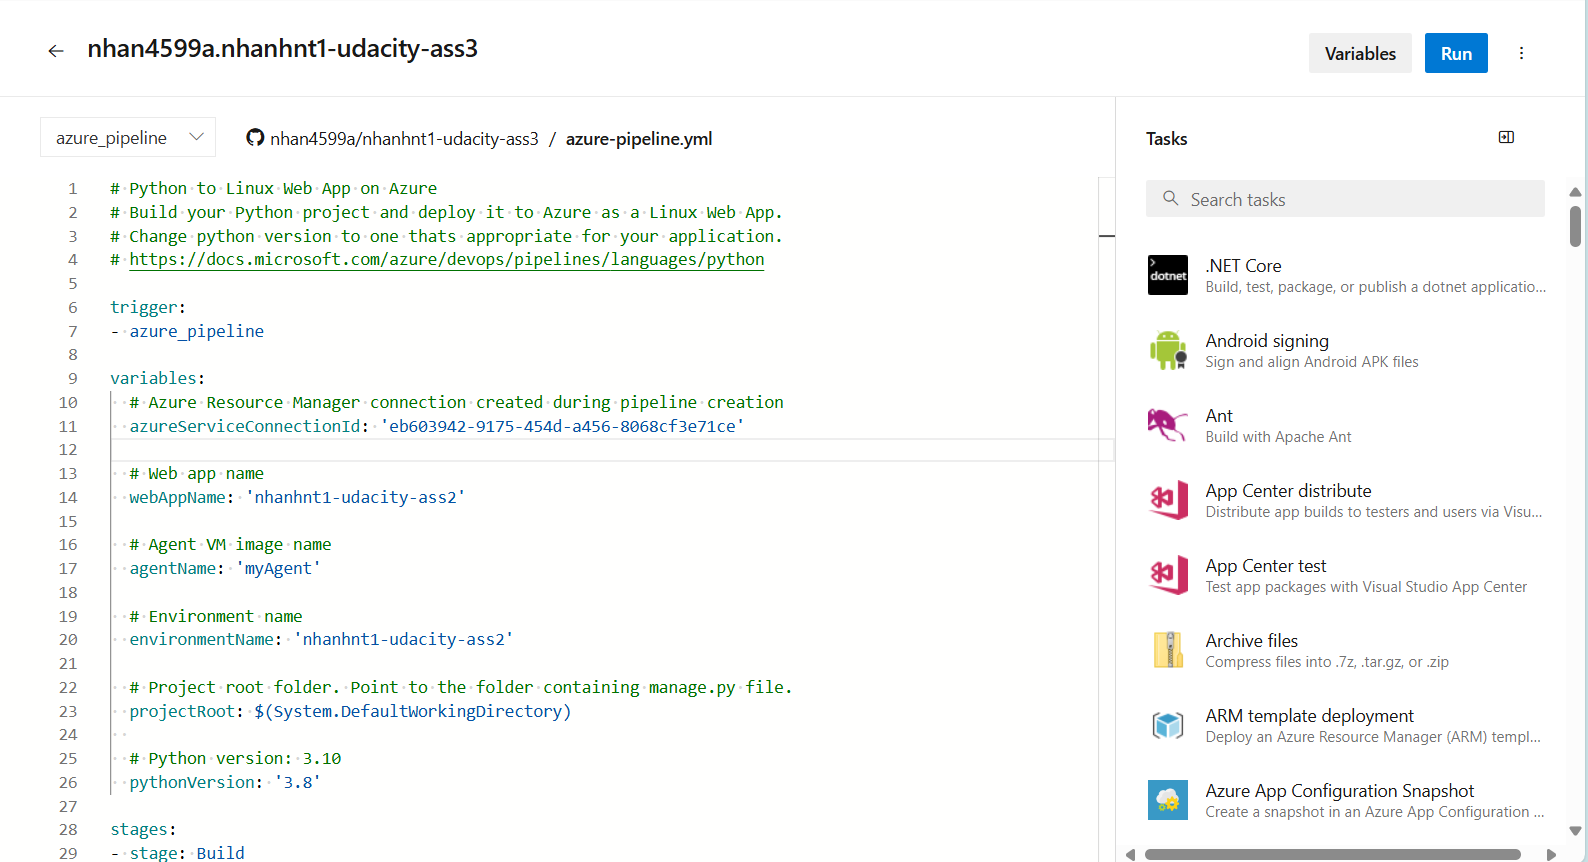 nhan4599a.nhanhnt1-udacity-ass3
Variables
Run
azure_pipeline
nhan4599a/nhanhnt1-udacity-ass3 / azure-pipeline.yml
1 # Python to Linux Web App on Azure
2 # Build your Python project and deploy it to Azure as a Linux Web App.
3 # Change python version to one thats appropriate for your application.
4 # https://docs.microsoft.com/azure/devops/pipelines/languages/python
5
6 trigger:
7 - azure_pipeline
8
9 variables:
10 # Azure Resource Manager connection created during pipeline creation
11 azureServiceConnectionId: 'eb603942-9175-454d-a456-8068cf3e71ce'
12
13 # Web app name
14 webAppName: 'nhanhnt1-udacity-ass2'
15
16 # Agent VM image name
17 agentName: 'myAgent'
18
19 # Environment name
20 environmentName: 'nhanhnt1-udacity-ass2'
21
22 # Project root folder. Point to the folder containing manage.py file.
23 projectRoot: $(System.DefaultWorkingDirectory)
24
25 # Python version: 3.10
26 pythonVersion: '3.8'
27
28 stages:
29 - stage: Build
Tasks
Search tasks
dotnet
.NET Core
Build, test, package, or publish a dotnet applicatio...
Android signing
Sign and align Android APK files
Ant
Build with Apache Ant
App Center distribute
Distribute app builds to testers and users via Visu...
App Center test
Test app packages with Visual Studio App Center
Archive files
Compress files into .7z, .tar.gz, or .zip
ARM template deployment
Deploy an Azure Resource Manager (ARM) templ...
Azure App Configuration Snapshot
Create a snapshot in an Azure App Configuration ...